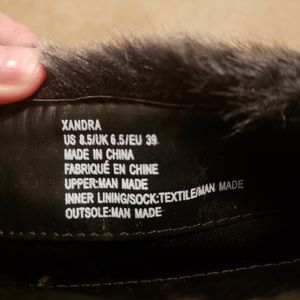 XANDRA
US 8.5/UK 6.5/EU 39
MADE IN CHINA
FABRIQUÉ EN CHINE
UPPER:MAN MADE
INNER LINING/SOCK:TEXTILE/MAN MADE
OUTSOLE:MAN MADE